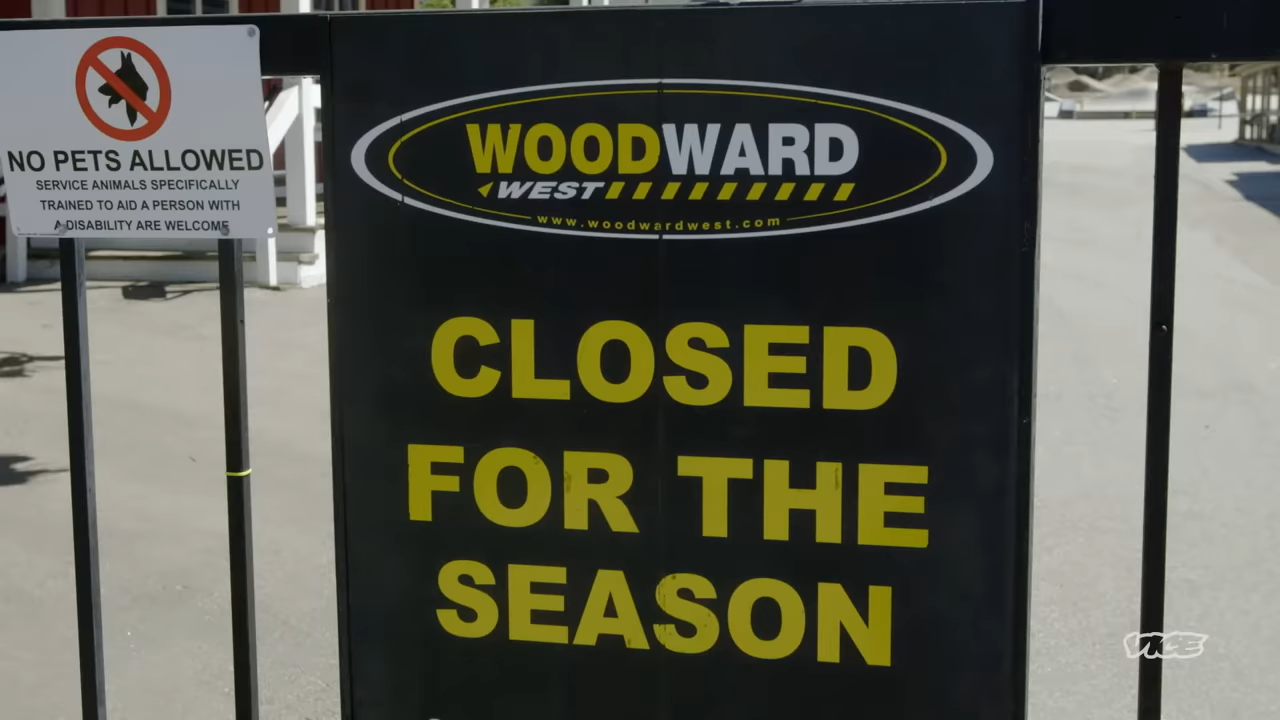 NO PETS ALLOWED
SERVICE ANIMALS SPECIFICALLY
TRAINED TO AID A PERSON WITH
A DISABILITY ARE WELCOME
WOODWARD
WEST
www.woodwardwest.com
CLOSED
FOR THE
SEASON
VICE